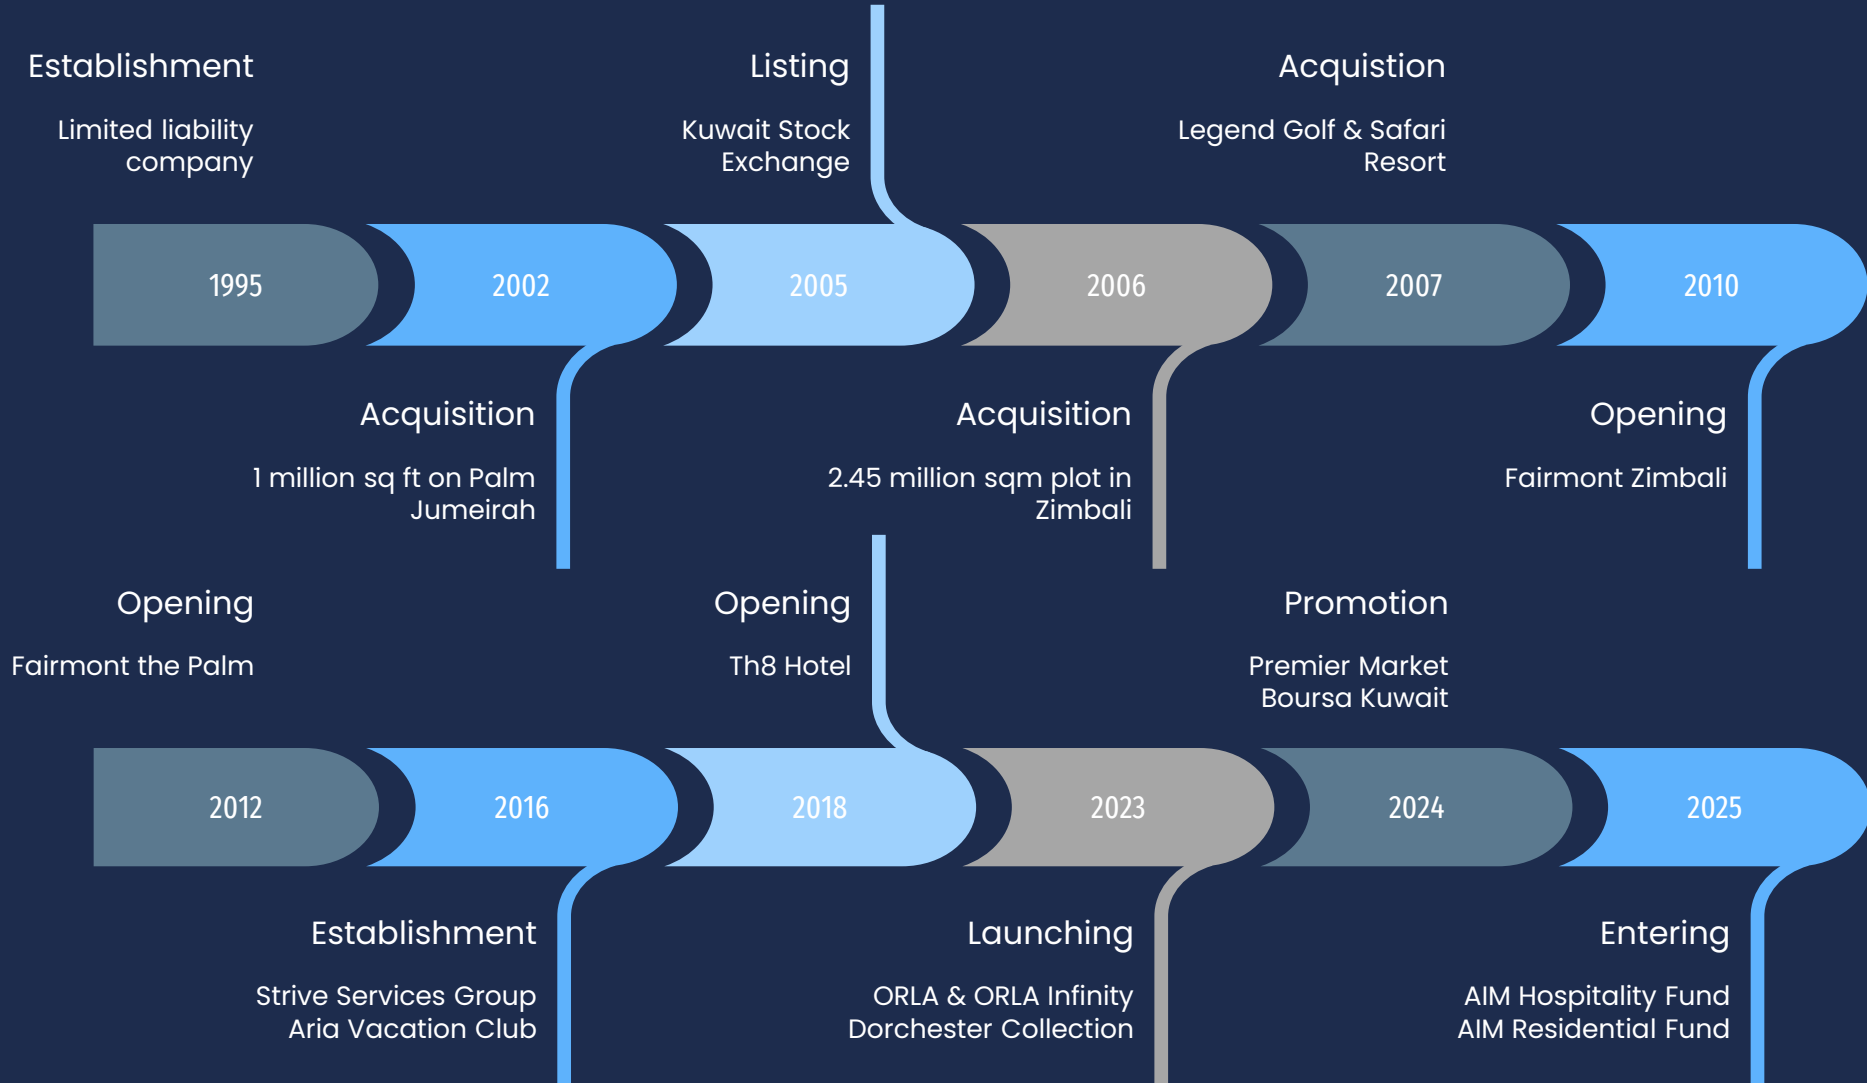 Establishment
Limited liability
company
Listing
Kuwait Stock
Exchange
Acquistion
Legend Golf & Safari
Resort
1995
2002
2005
2006
2007
2010
Acquisition
1 million sq ft on Palm
Jumeirah
Acquisition
2.45 million sqm plot in
Zimbali
Opening
Fairmont Zimbali
Opening
Fairmont the Palm
Opening
Th8 Hotel
Promotion
Premier Market
Boursa Kuwait
2012
2016
2018
2023
2024
2025
Establishment
Strive Services Group
Aria Vacation Club
Launching
ORLA & ORLA Infinity
Dorchester Collection
Entering
AIM Hospitality Fund
AIM Residential Fund